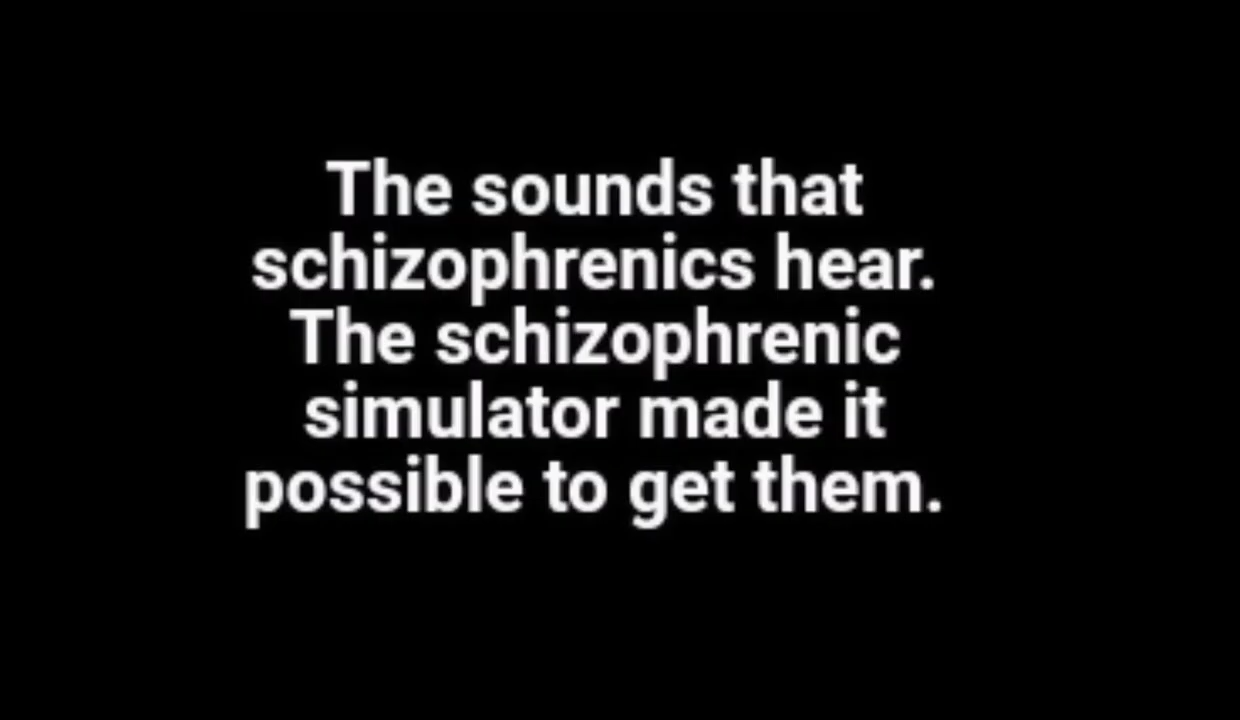 The sounds that
schizophrenics hear.
The schizophrenic
simulator made it
possible to get them.